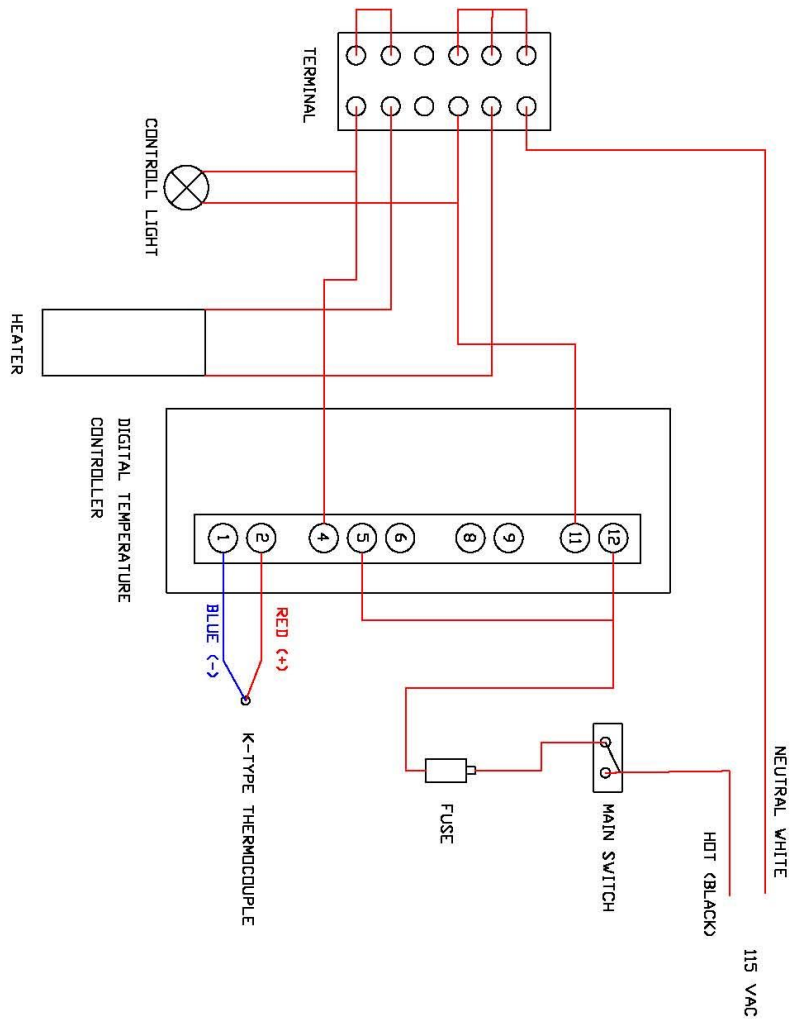 TERMINAL
CONTROLL LIGHT
HEATER
DIGITAL TEMPERATURE
CONTROLLER
1
2
4
5
6
8
9
11
12
BLUE (-)
RED (+)
K-TYPE THERMOCOUPLE
FUSE
MAIN SWITCH
HOT (BLACK)
NEUTRAL WHITE
115 VAC